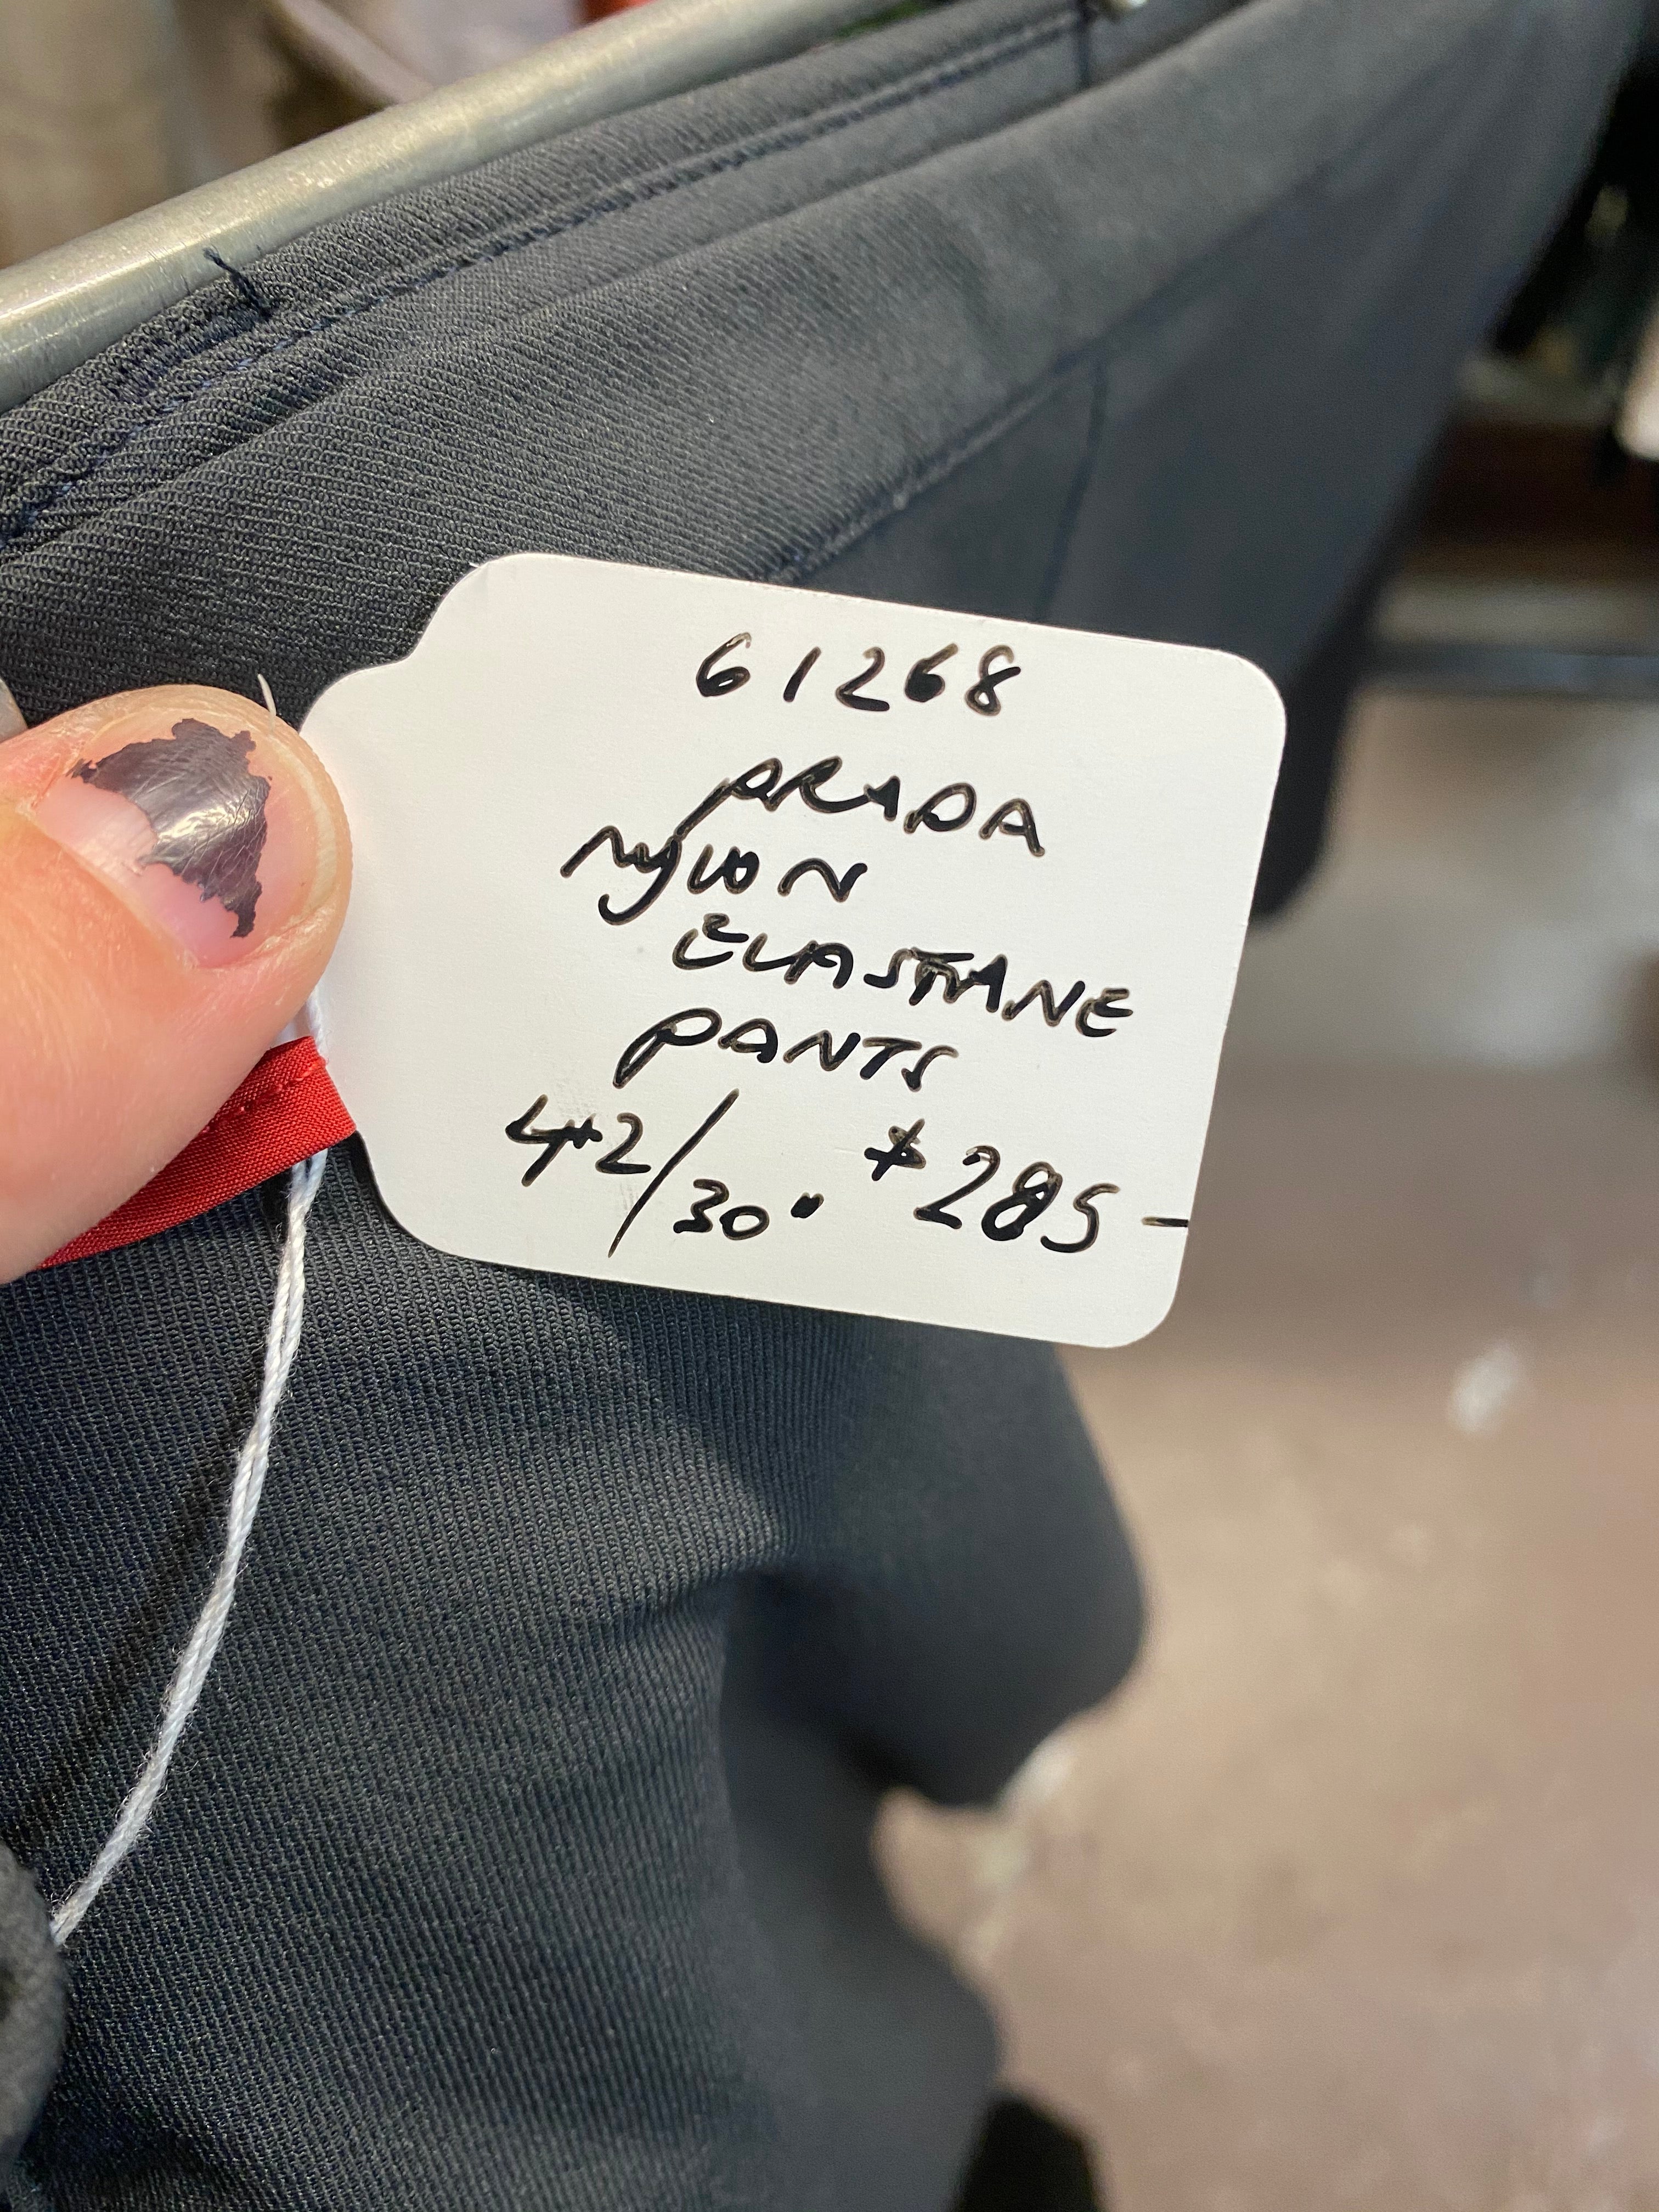 61268
PRADA
NYLON
ELASTANE
PANTS
42/30" $285-